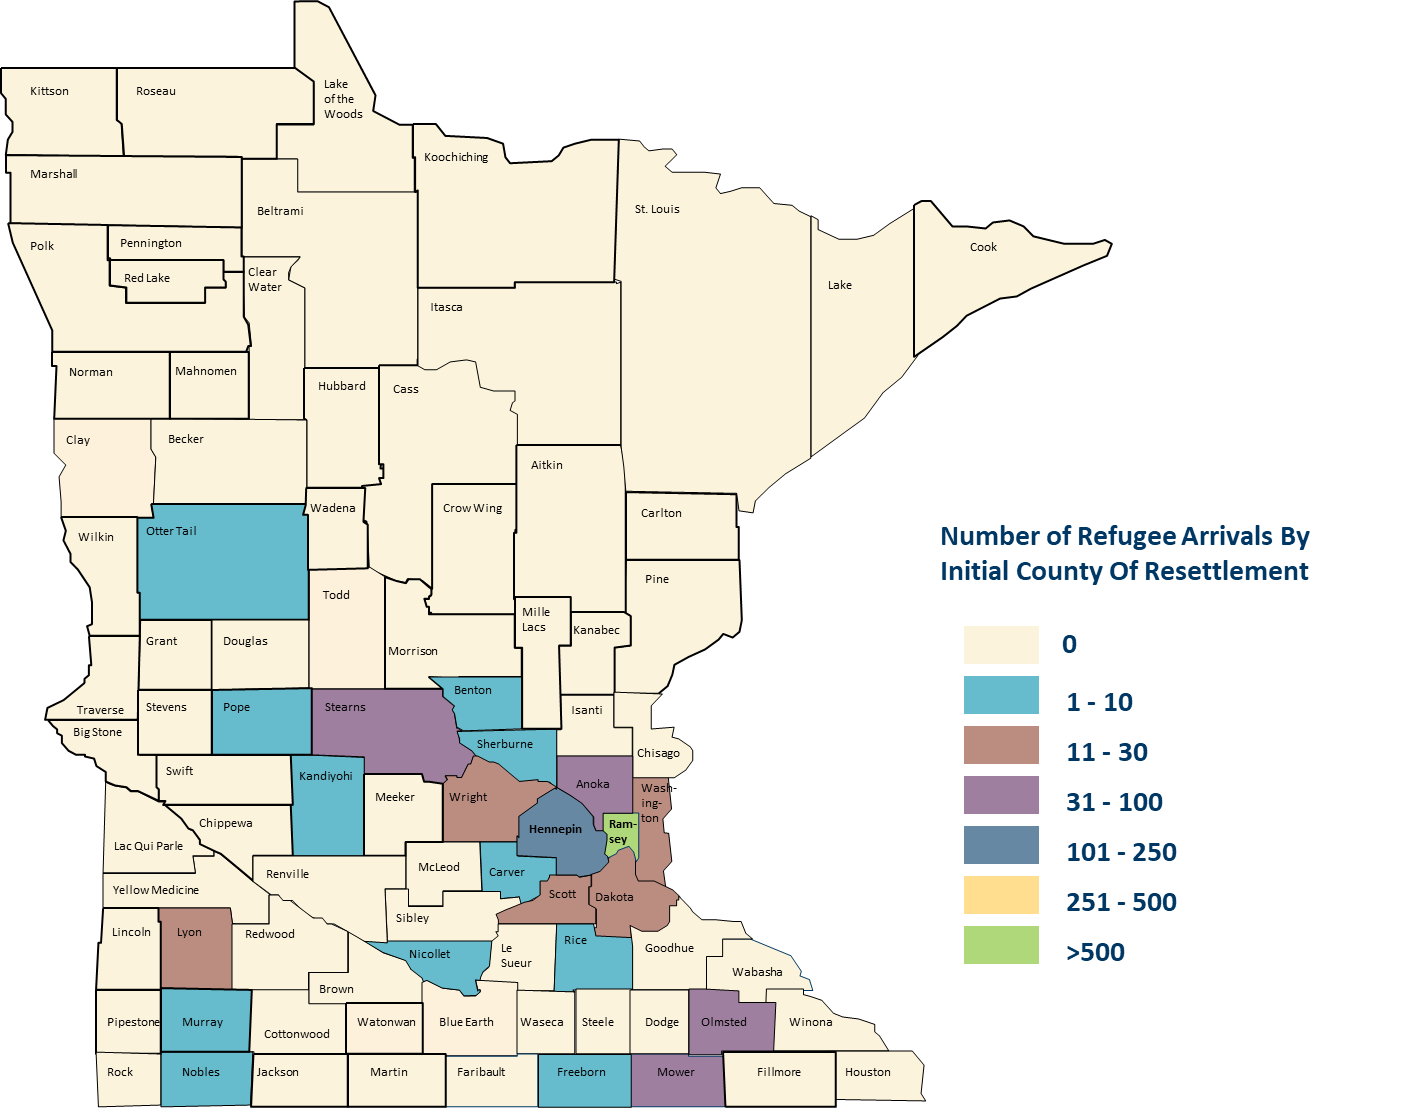 Kittson
Roseau
Lake
of the
Woods
Koochiching
Marshall
Beltrami
St. Louis
Polk
Pennington
Cook
Red Lake
Clear
Water
Lake
Itasca
Norman
Mahnomen
Hubbard
Cass
Clay
Becker
Aitkin
Wadena
Crow Wing
Carlton
Otter Tail
Wilkin
Pine
Todd
Mille
Lacs
Kanabec
Grant
Douglas
Morrison
Benton
Traverse
Stevens
Pope
Stearns
Isanti
Big Stone
Sherburne
Chisago
Swift
Kandiyohi
Anoka
Wash-
ing-
ton
Meeker
Wright
Chippewa
Hennepin
Ram-
sey
Lac Qui Parle
McLeod
Carver
Renville
Yellow Medicine
Scott
Dakota
Sibley
Lincoln
Lyon
Redwood
Rice
Nicollet
Le
Sueur
Goodhue
Wabasha
Brown
Pipestone
Murray
Cottonwood
Watonwan
Blue Earth
Waseca
Steele
Dodge
Olmsted
Winona
Rock
Nobles
Jackson
Martin
Faribault
Freeborn
Mower
Fillmore
Houston
Number of Refugee Arrivals By
Initial County Of Resettlement
0
1 - 10
11 - 30
31 - 100
101 - 250
251 - 500
>500